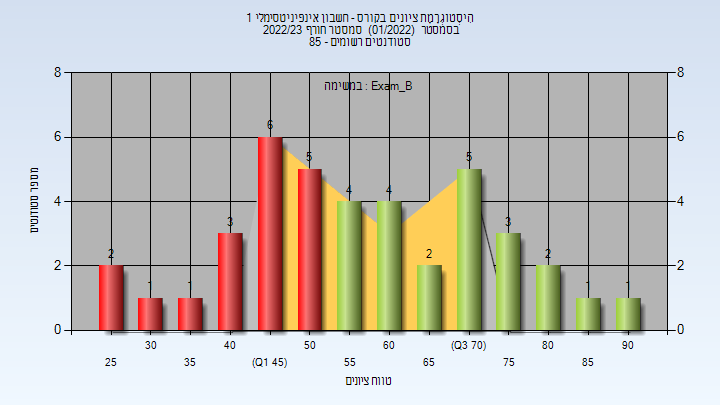 היסטוגרמת ציונים בקורס - חשבון אינפיניטסימלי 1
בסמסטר (01/2022) סמסטר חורף 2022/23
סטודנטים רשומים - 85
במשימה : Exam_B
8 8
6 6
4 4
2 2
0 0
2 1 1 3 6 5 4 4 2 5 3 2 1 1
מספר סטודנטים
30 40 50 60 (Q3 70) 80 90
25 35 (Q1 45) 55 65 75 85
טווח ציונים